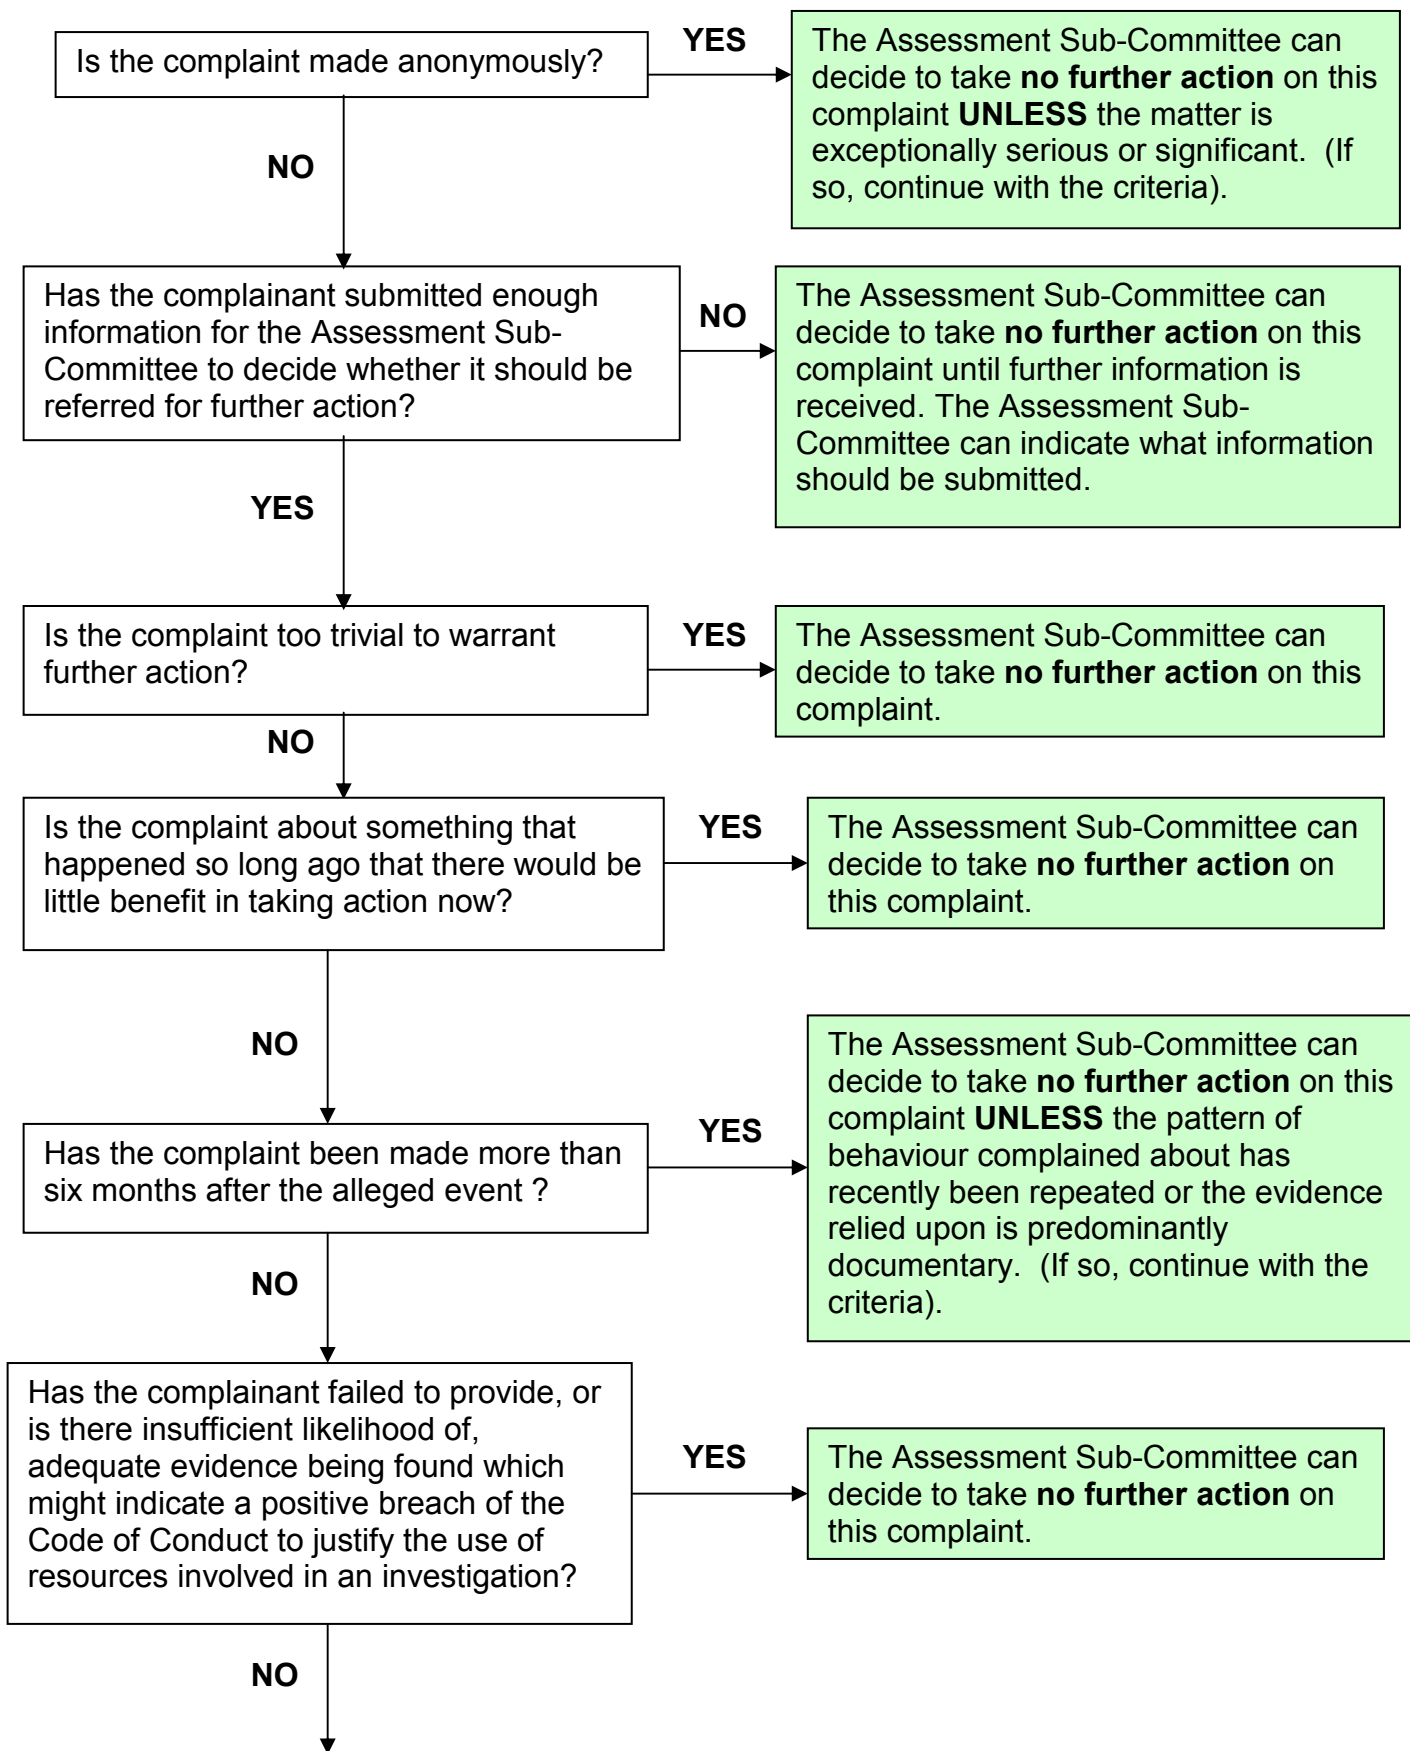 Is the complaint made anonymously?
YES
The Assessment Sub-Committee can
decide to take no further action on this
complaint UNLESS the matter is
exceptionally serious or significant.  (If
so, continue with the criteria).
NO
Has the complainant submitted enough
information for the Assessment Sub-
Committee to decide whether it should be
referred for further action?
NO
The Assessment Sub-Committee can
decide to take no further action on this
complaint until further information is
received. The Assessment Sub-
Committee can indicate what information
should be submitted.
YES
Is the complaint too trivial to warrant
further action?
YES
The Assessment Sub-Committee can
decide to take no further action on this
complaint.
NO
Is the complaint about something that
happened so long ago that there would be
little benefit in taking action now?
YES
The Assessment Sub-Committee can
decide to take no further action on
this complaint.
NO
Has the complaint been made more than
six months after the alleged event ?
YES
The Assessment Sub-Committee can
decide to take no further action on this
complaint UNLESS the pattern of
behaviour complained about has
recently been repeated or the evidence
relied upon is predominantly
documentary.  (If so, continue with the
criteria).
NO
Has the complainant failed to provide, or
is there insufficient likelihood of,
adequate evidence being found which
might indicate a positive breach of the
Code of Conduct to justify the use of
resources involved in an investigation?
YES
The Assessment Sub-Committee can
decide to take no further action on
this complaint.
NO